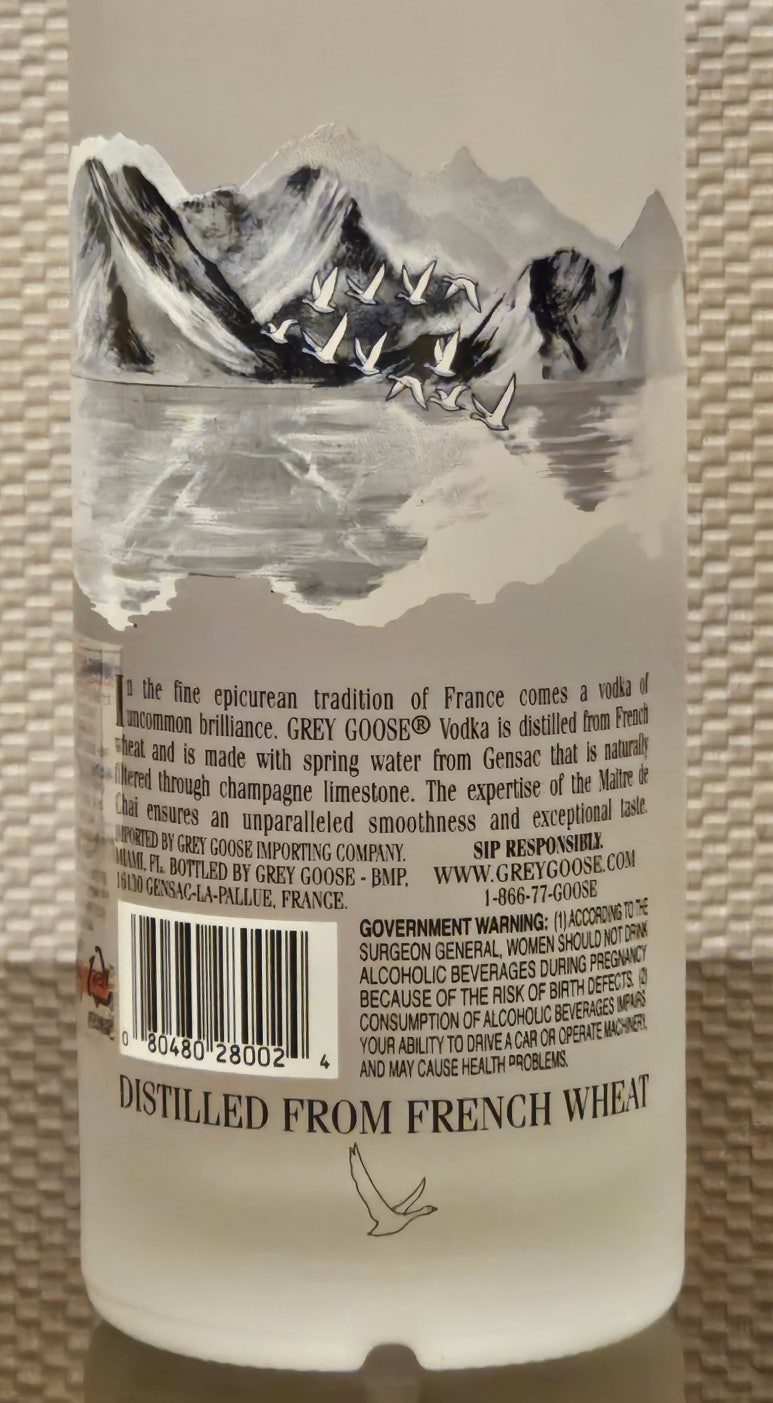 In the fine epicurean tradition of France comes a vodka of
uncommon brilliance. GREY GOOSE® Vodka is distilled from French
wheat and is made with spring water from Gensac that is naturally
filtered through champagne limestone. The expertise of the Maître de
Chai ensures an unparalleled smoothness and exceptional taste.
IMPORTED BY GREY GOOSE IMPORTING COMPANY.
MIAMI, FL. BOTTLED BY GREY GOOSE - BMP,
16130 GENSAC-LA-PALLUE, FRANCE.
SIP RESPONSIBLY.
WWW.GREYGOOSE.COM
1-866-77-GOOSE
GOVERNMENT WARNING: (1) ACCORDING TO THE
SURGEON GENERAL, WOMEN SHOULD NOT DRINK
ALCOHOLIC BEVERAGES DURING PREGNANCY
BECAUSE OF THE RISK OF BIRTH DEFECTS. (2)
CONSUMPTION OF ALCOHOLIC BEVERAGES IMPAIRS
YOUR ABILITY TO DRIVE A CAR OR OPERATE MACHINERY,
AND MAY CAUSE HEALTH PROBLEMS.
0 80480 28002 4
DISTILLED FROM FRENCH WHEAT